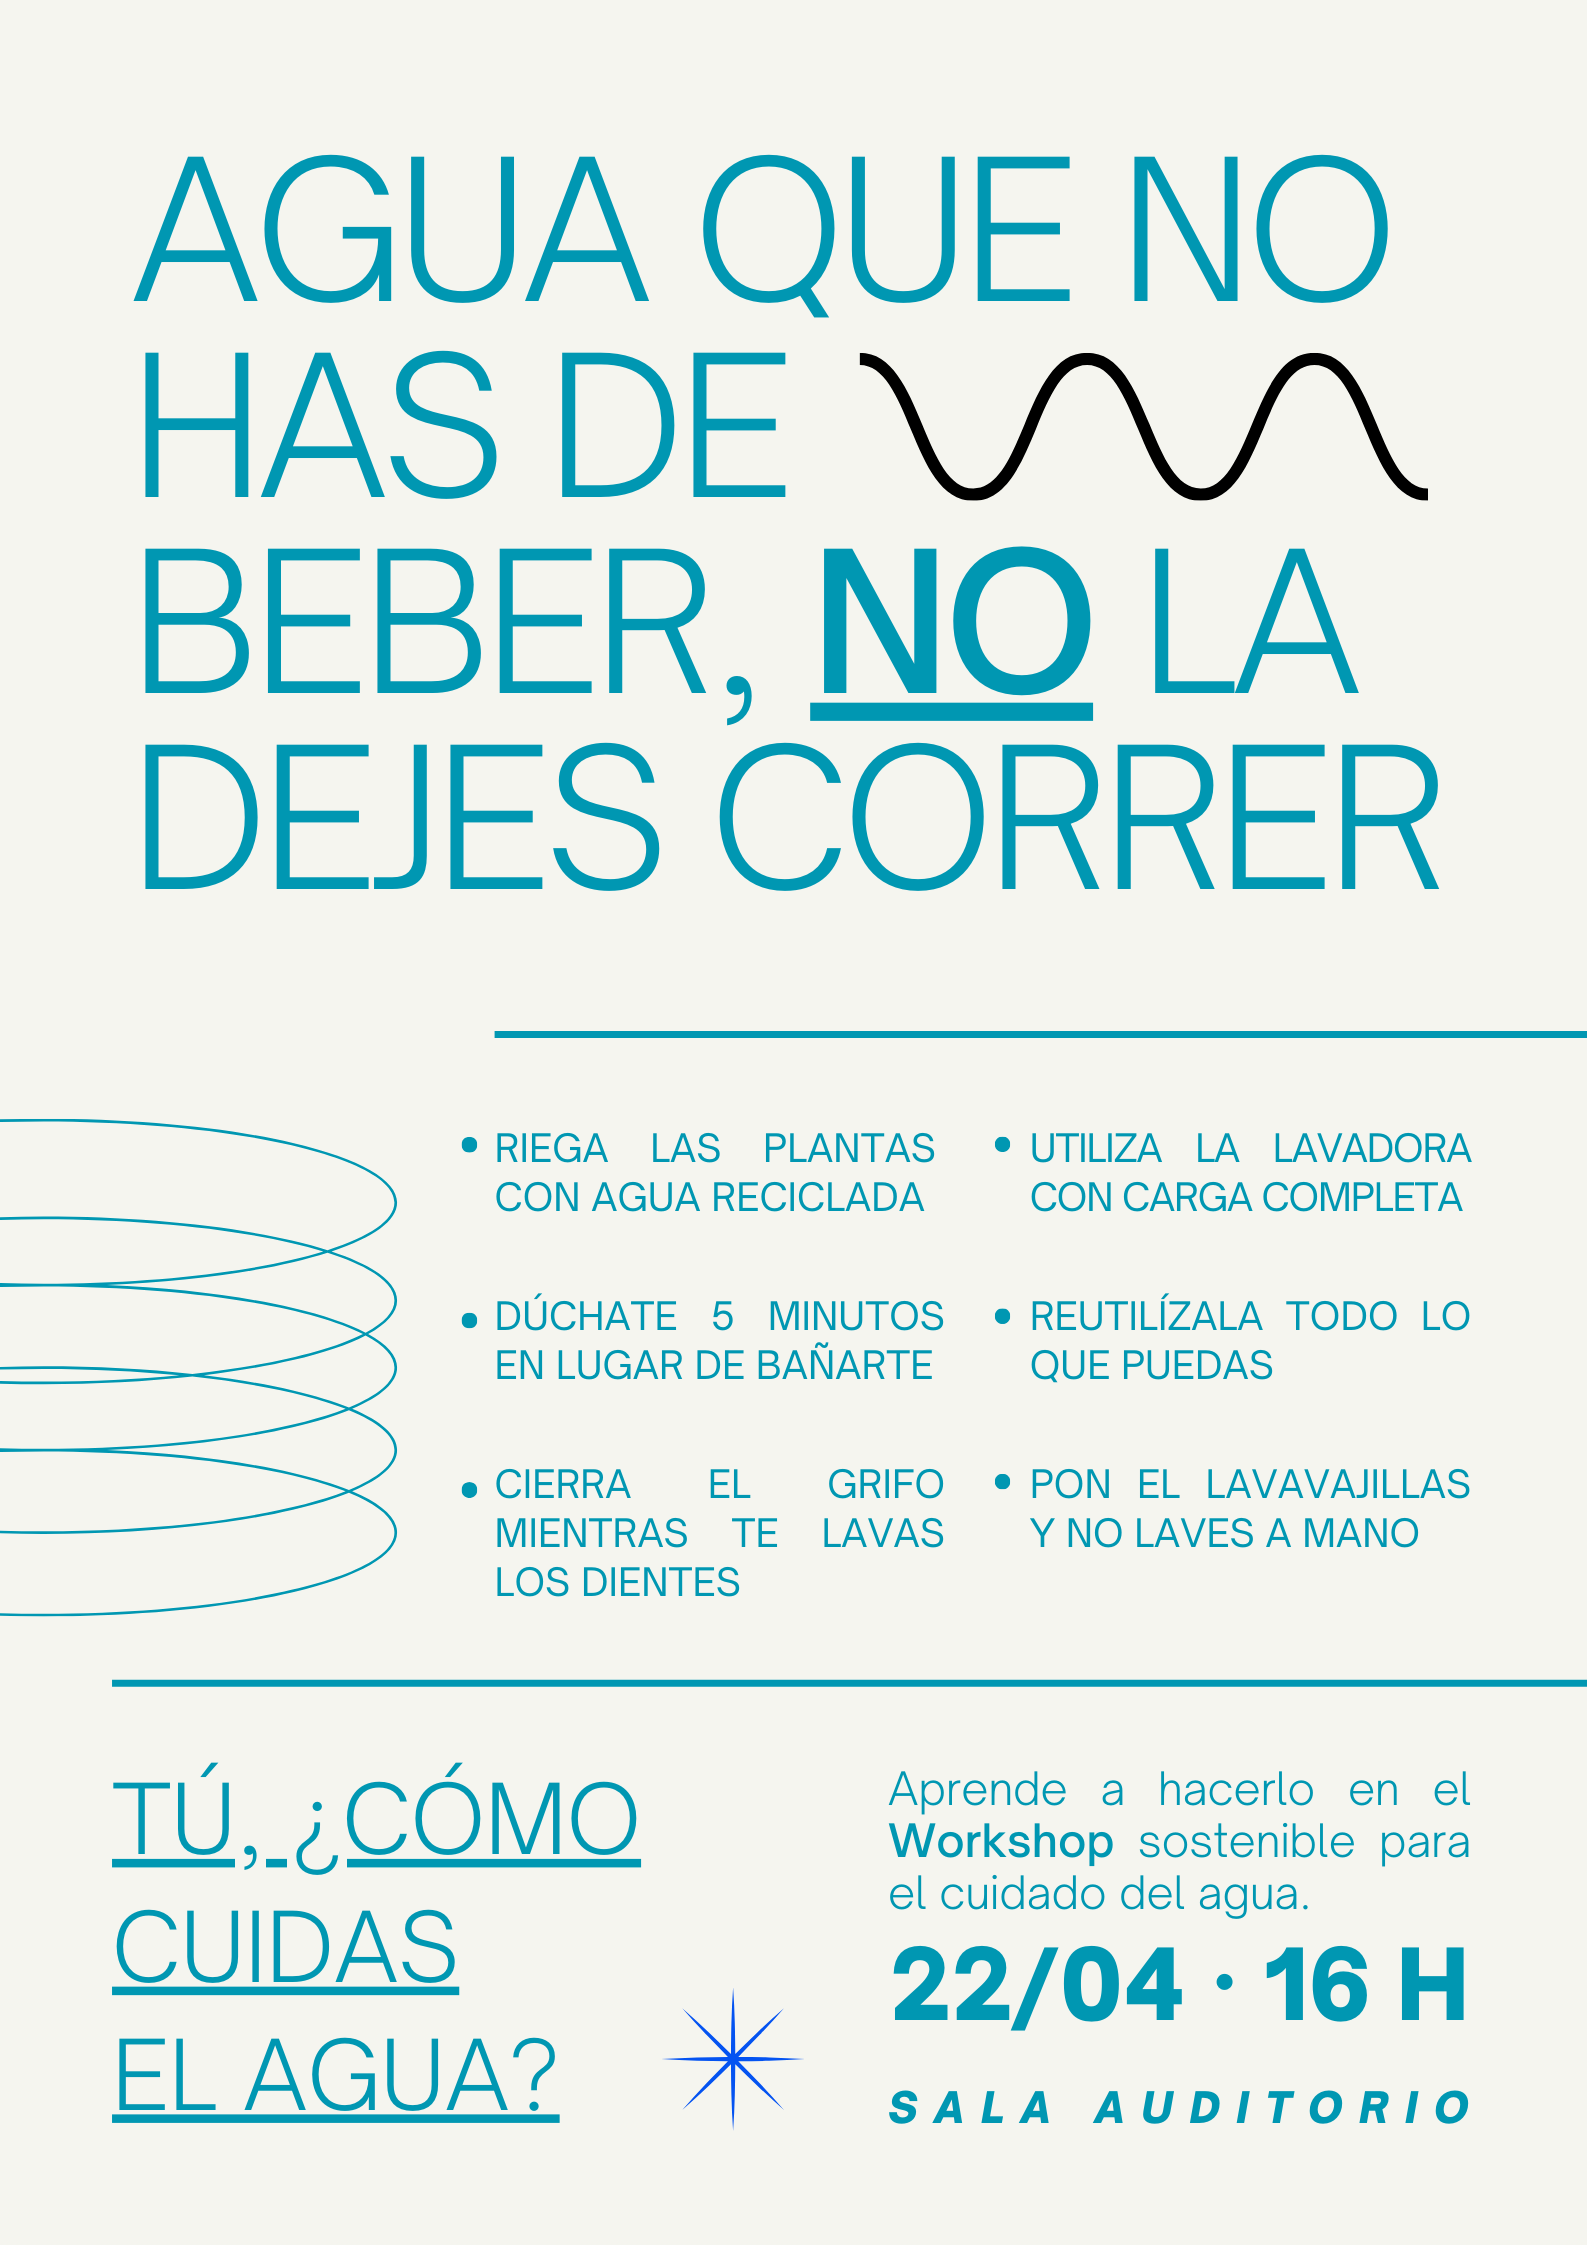 AGUA QUE NO
HAS DE
BEBER, NO LA
DEJES CORRER
• RIEGA LAS PLANTAS
CON AGUA RECICLADA
• DÚCHATE 5 MINUTOS
EN LUGAR DE BAÑARTE
• CIERRA EL GRIFO
MIENTRAS TE LAVAS
LOS DIENTES
• UTILIZA LA LAVADORA
CON CARGA COMPLETA
• REUTILÍZALA TODO LO
QUE PUEDAS
• PON EL LAVAVAJILLAS
Y NO LAVES A MANO
TÚ, ¿CÓMO
CUIDAS
EL AGUA?
Aprende a hacerlo en el
Workshop sostenible para
el cuidado del agua.
22/04 · 16 H
SALA AUDITORIO